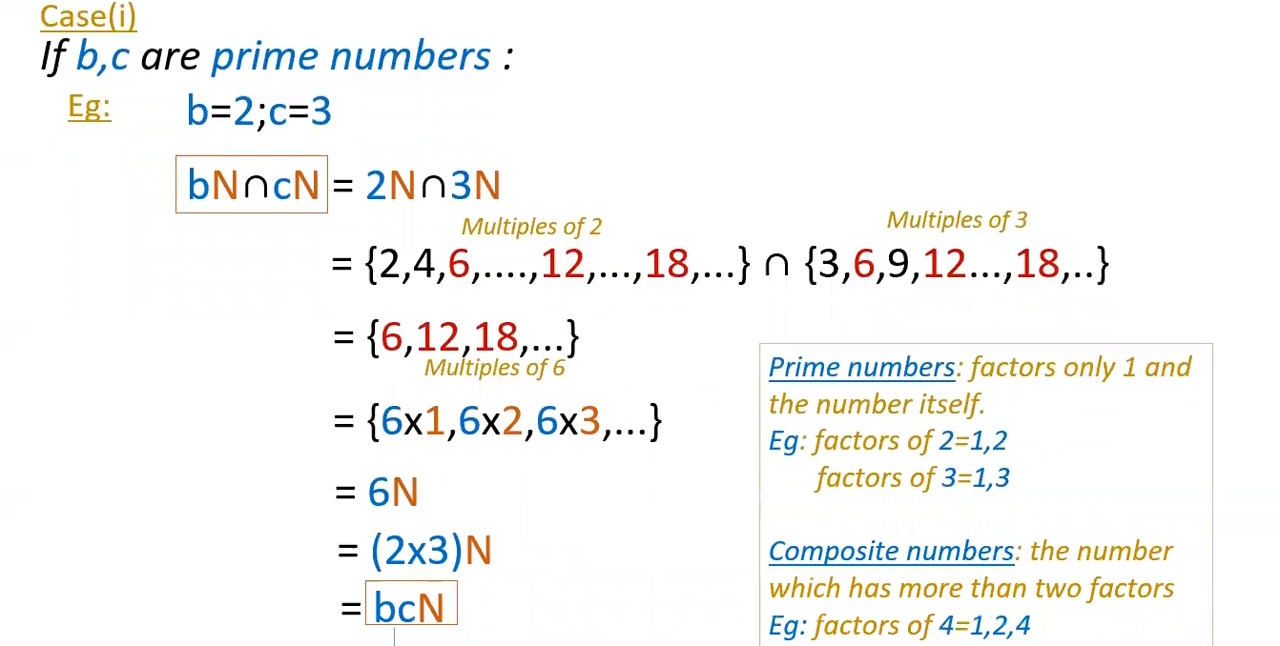 Case(i)
If b,c are prime numbers :
Eg: b=2;c=3
bN∩cN = 2N∩3N
Multiples of 2 Multiples of 3
= {2,4,6,....,12,...,18,...} ∩ {3,6,9,12...,18,..}
= {6,12,18,...}
Multiples of 6
= {6x1,6x2,6x3,...}
= 6N
= (2x3)N
= bcN
Prime numbers: factors only 1 and
the number itself.
Eg: factors of 2=1,2
factors of 3=1,3
Composite numbers: the number
which has more than two factors
Eg: factors of 4=1,2,4